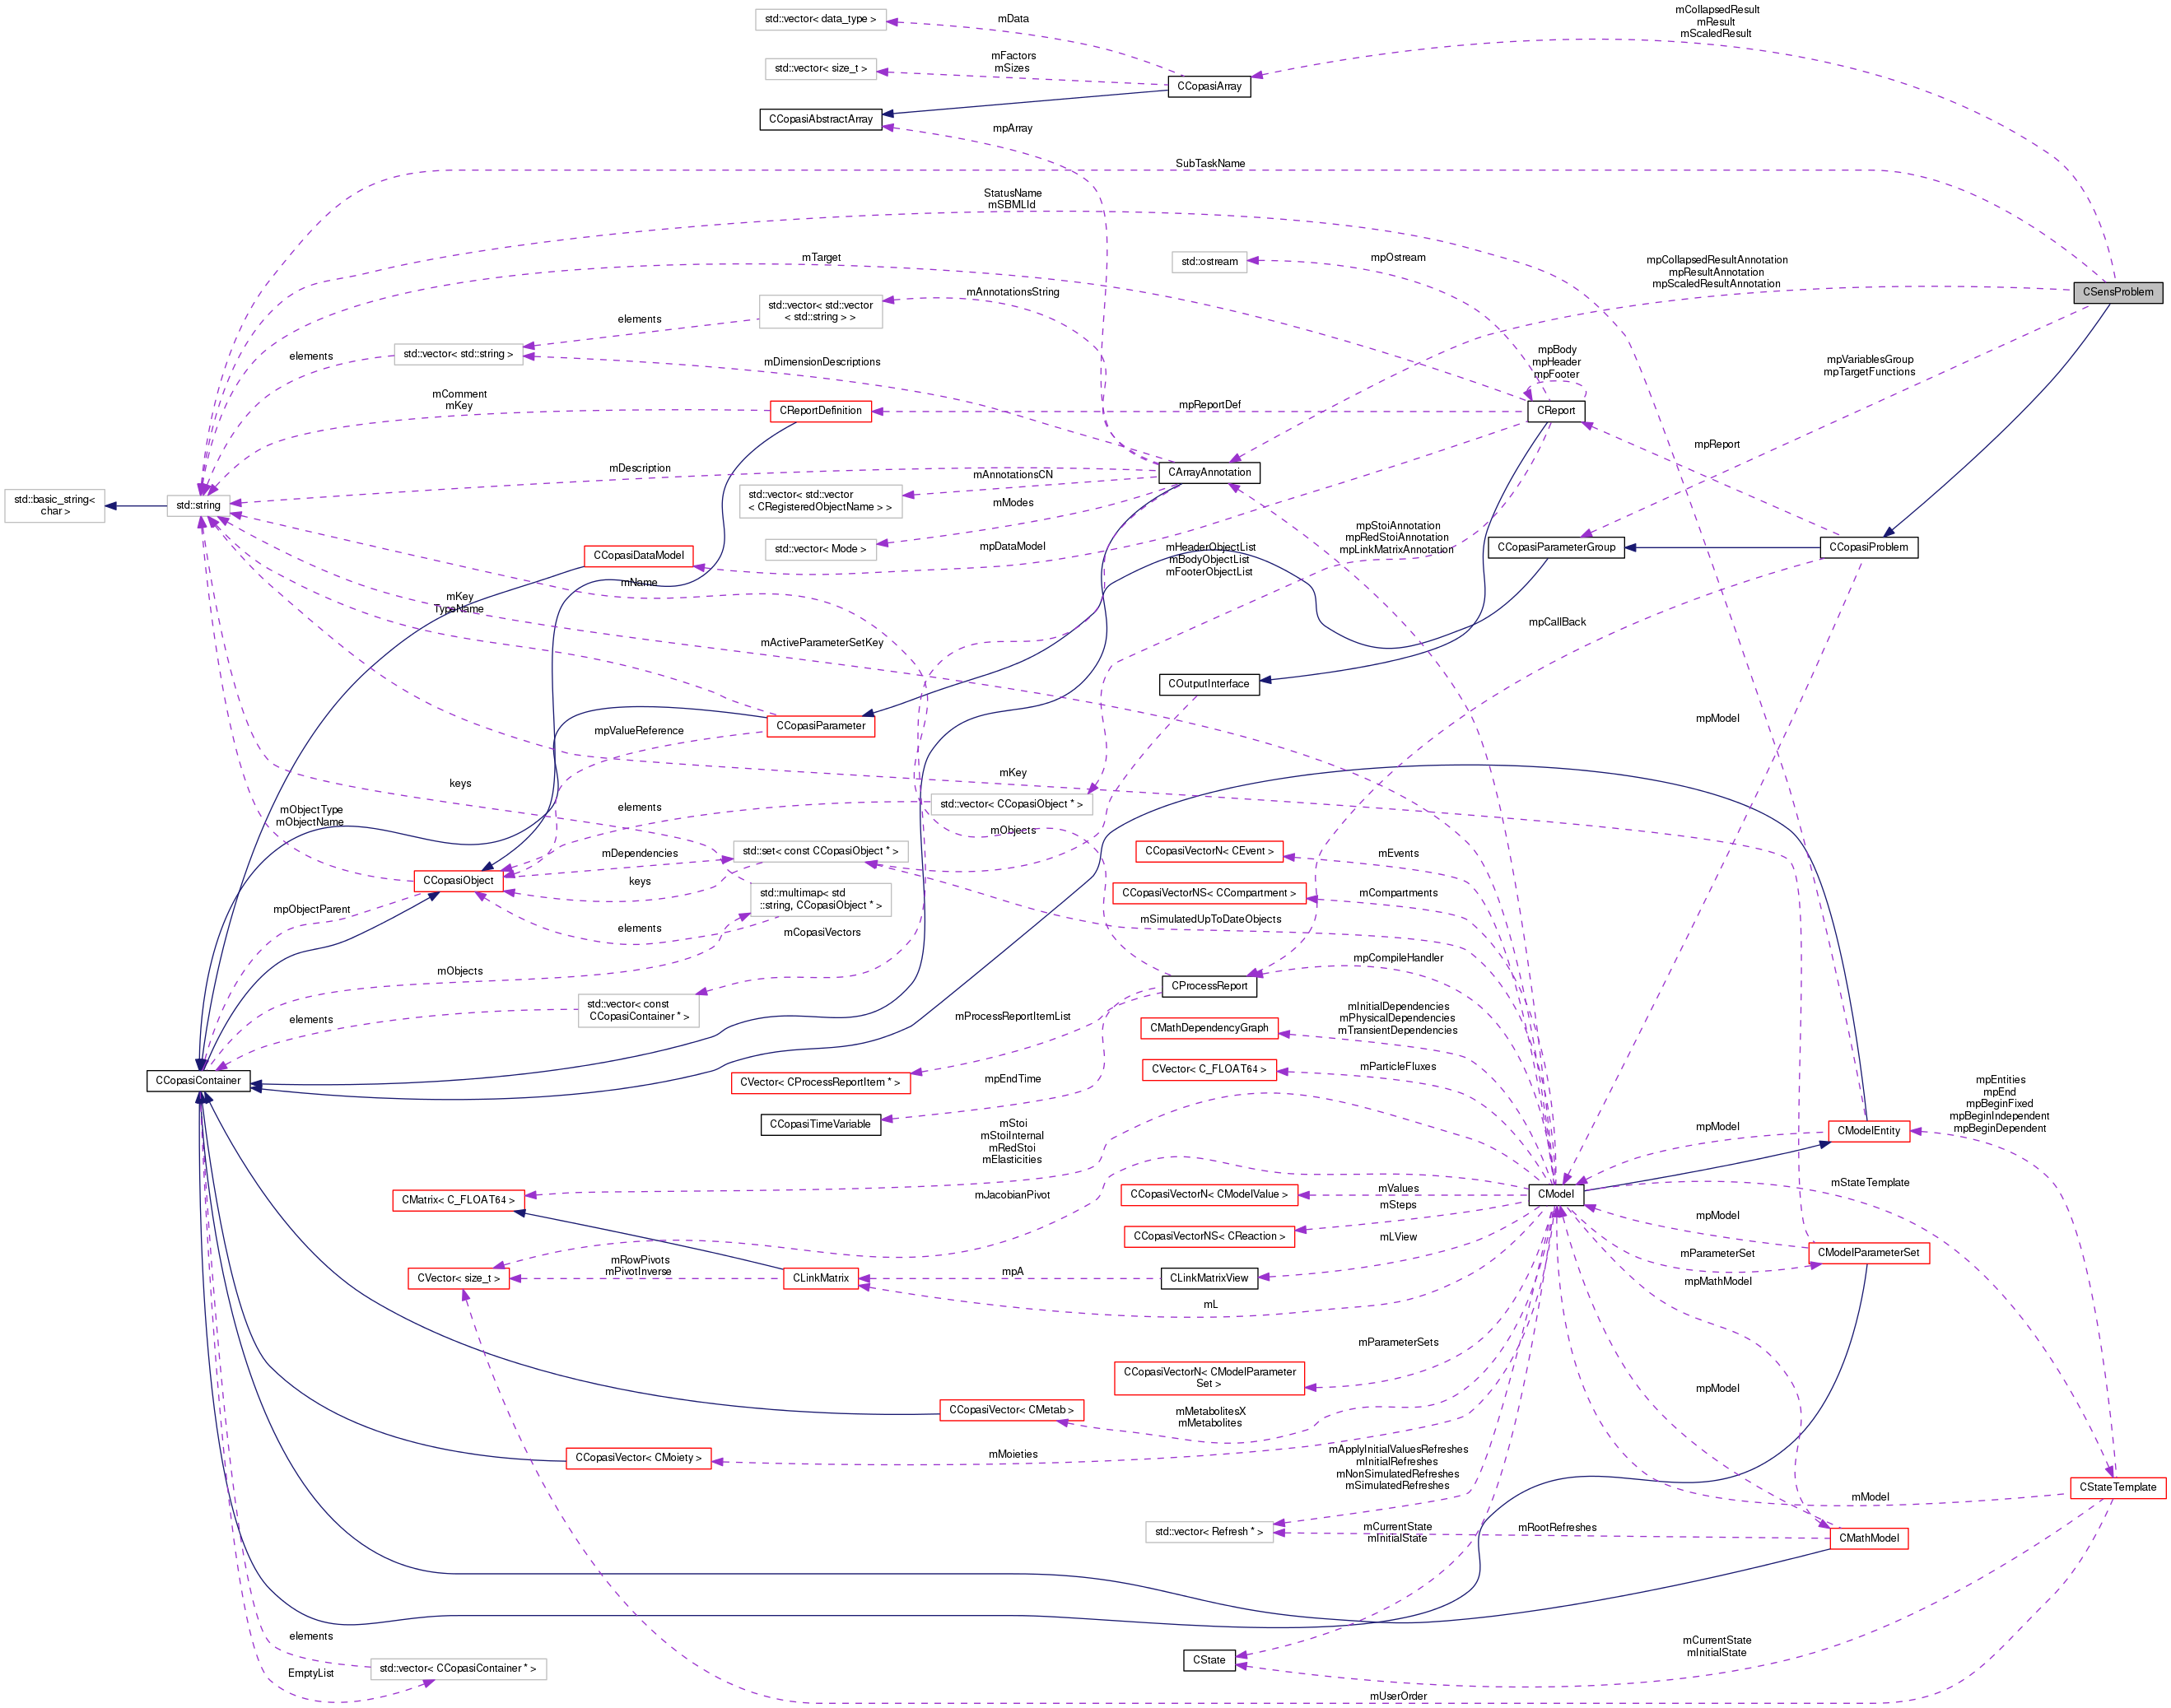 mCollapsedResult
mResult
mScaledResult
std::vector< data_type >
mData
mFactors
mSizes
std::vector< size_t >
CCopasiArray
CCopasiAbstractArray
mpArray
SubTaskName
StatusName
mSBMLId
mTarget
std::ostream
mpOstream
mpCollapsedResultAnnotation
mpResultAnnotation
mpScaledResultAnnotation
CSensProblem
mAnnotationsString
std::vector< std::vector
< std::string > >
elements
std::vector< std::string >
elements
mDimensionDescriptions
mpBody
mpHeader
mpFooter
mpVariablesGroup
mpTargetFunctions
mComment
mKey
CReportDefinition
mpReportDef
CReport
mpReport
mDescription
CArrayAnnotation
mAnnotationsCN
std::vector< std::vector
< CRegisteredObjectName > >
mModes
std::vector< Mode >
std::basic_string<
char >
std::string
mpStoiAnnotation
mpRedStoiAnnotation
mpLinkMatrixAnnotation
CCopasiDataModel
mpDataModel
mHeaderObjectList
mBodyObjectList
mFooterObjectList
CCopasiParameterGroup
CCopasiProblem
mName
mKey
TypeName
mActiveParameterSetKey
mpCallBack
COutputInterface
CCopasiParameter
mpValueReference
mpModel
keys
mKey
std::vector< CCopasiObject * >
elements
mObjectType
mObjectName
mObjects
std::set< const CCopasiObject * >
mDependencies
CCopasiObject
keys
CCopasiVectorN< CEvent >
mEvents
std::multimap< std
::string, CCopasiObject * >
CCopasiVectorNS< CCompartment >
mCompartments
mpObjectParent
elements
mCopasiVectors
mSimulatedUpToDateObjects
mObjects
mpCompileHandler
CProcessReport
std::vector< const
CCopasiContainer * >
elements
mProcessReportItemList
CMathDependencyGraph
mInitialDependencies
mPhysicalDependencies
mTransientDependencies
CVector< C_FLOAT64 >
mParticleFluxes
CCopasiContainer
CVector< CProcessReportItem * >
mpEndTime
CCopasiTimeVariable
mpEntities
mpEnd
mpBeginFixed
mpBeginIndependent
mpBeginDependent
CModelEntity
mpModel
mStoi
mStoiInternal
mRedStoi
mElasticities
mJacobianPivot
CMatrix< C_FLOAT64 >
CCopasiVectorN< CModelValue >
mValues
CModel
mStateTemplate
mSteps
CCopasiVectorNS< CReaction >
mpModel
mLView
CModelParameterSet
mParameterSet
mRowPivots
mPivotInverse
CVector< size_t >
CLinkMatrix
mpA
CLinkMatrixView
mpMathModel
mL
mParameterSets
CCopasiVectorN< CModelParameter
Set >
mpModel
CCopasiVector< CMetab >
mMetabolitesX
mMetabolites
CCopasiVector< CMoiety >
mMoieties
mApplyInitialValuesRefreshes
mInitialRefreshes
mNonSimulatedRefreshes
mSimulatedRefreshes
CStateTemplate
mModel
std::vector< Refresh * >
mCurrentState
mInitialState
mRootRefreshes
CMathModel
elements
EmptyList
std::vector< CCopasiContainer * >
CState
mCurrentState
mInitialState
mUserOrder